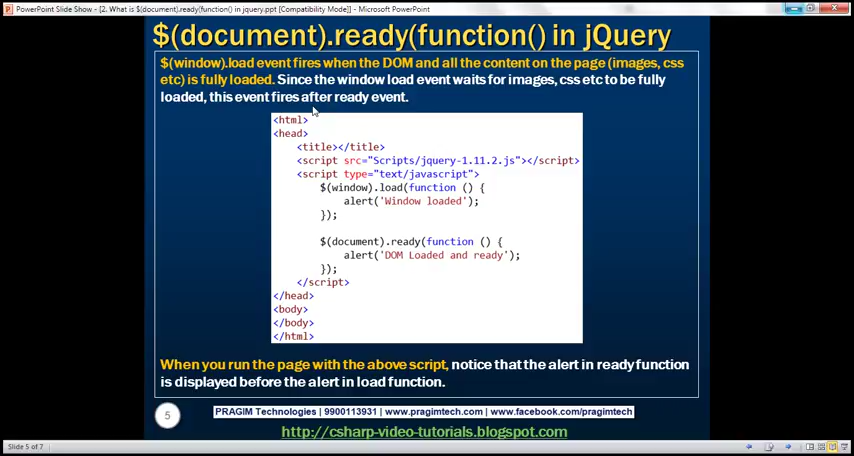 PowerPoint Slide Show - [2. What is $(document).ready(function() in jquery.ppt [Compatibility Mode]] - Microsoft PowerPoint
$(document).ready(function() in jQuery
$(window).load event fires when the DOM and all the content on the page (images, css
etc) is fully loaded. Since the window load event waits for images, css etc to be fully
loaded, this event fires after ready event.
<html>
<head>
<title></title>
<script src="Scripts/jquery-1.11.2.js"></script>
<script type="text/javascript">
$(window).load(function () {
alert('Window loaded');
});
$(document).ready(function () {
alert('DOM Loaded and ready');
});
</script>
</head>
<body>
</body>
</html>
When you run the page with the above script, notice that the alert in ready function
is displayed before the alert in load function.
5
PRAGIM Technologies | 9900113931 | www.pragimtech.com | www.facebook.com/pragimtech
http://csharp-video-tutorials.blogspot.com
Slide 5 of 7